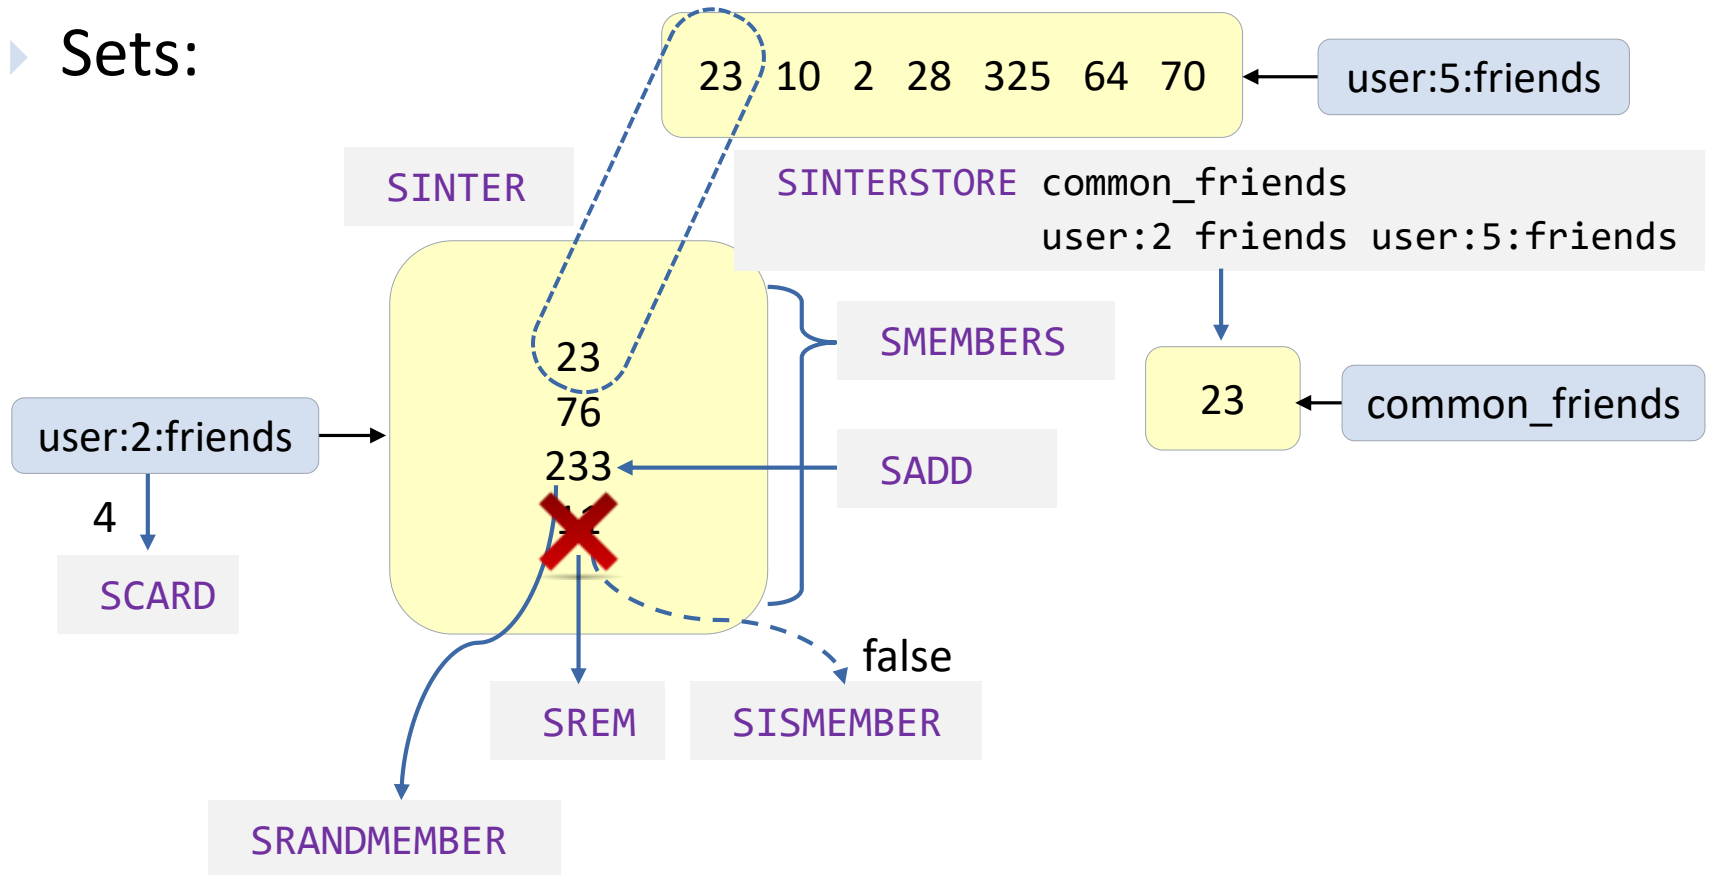 Sets:
23 10 2 28 325 64 70
user:5:friends
SINTER
SINTERSTORE common_friends
user:2 friends user:5:friends
23
76
233
SMEMBERS
SADD
23
common_friends
user:2:friends
4
SCARD
false
SREM
SISMEMBER
SRANDMEMBER